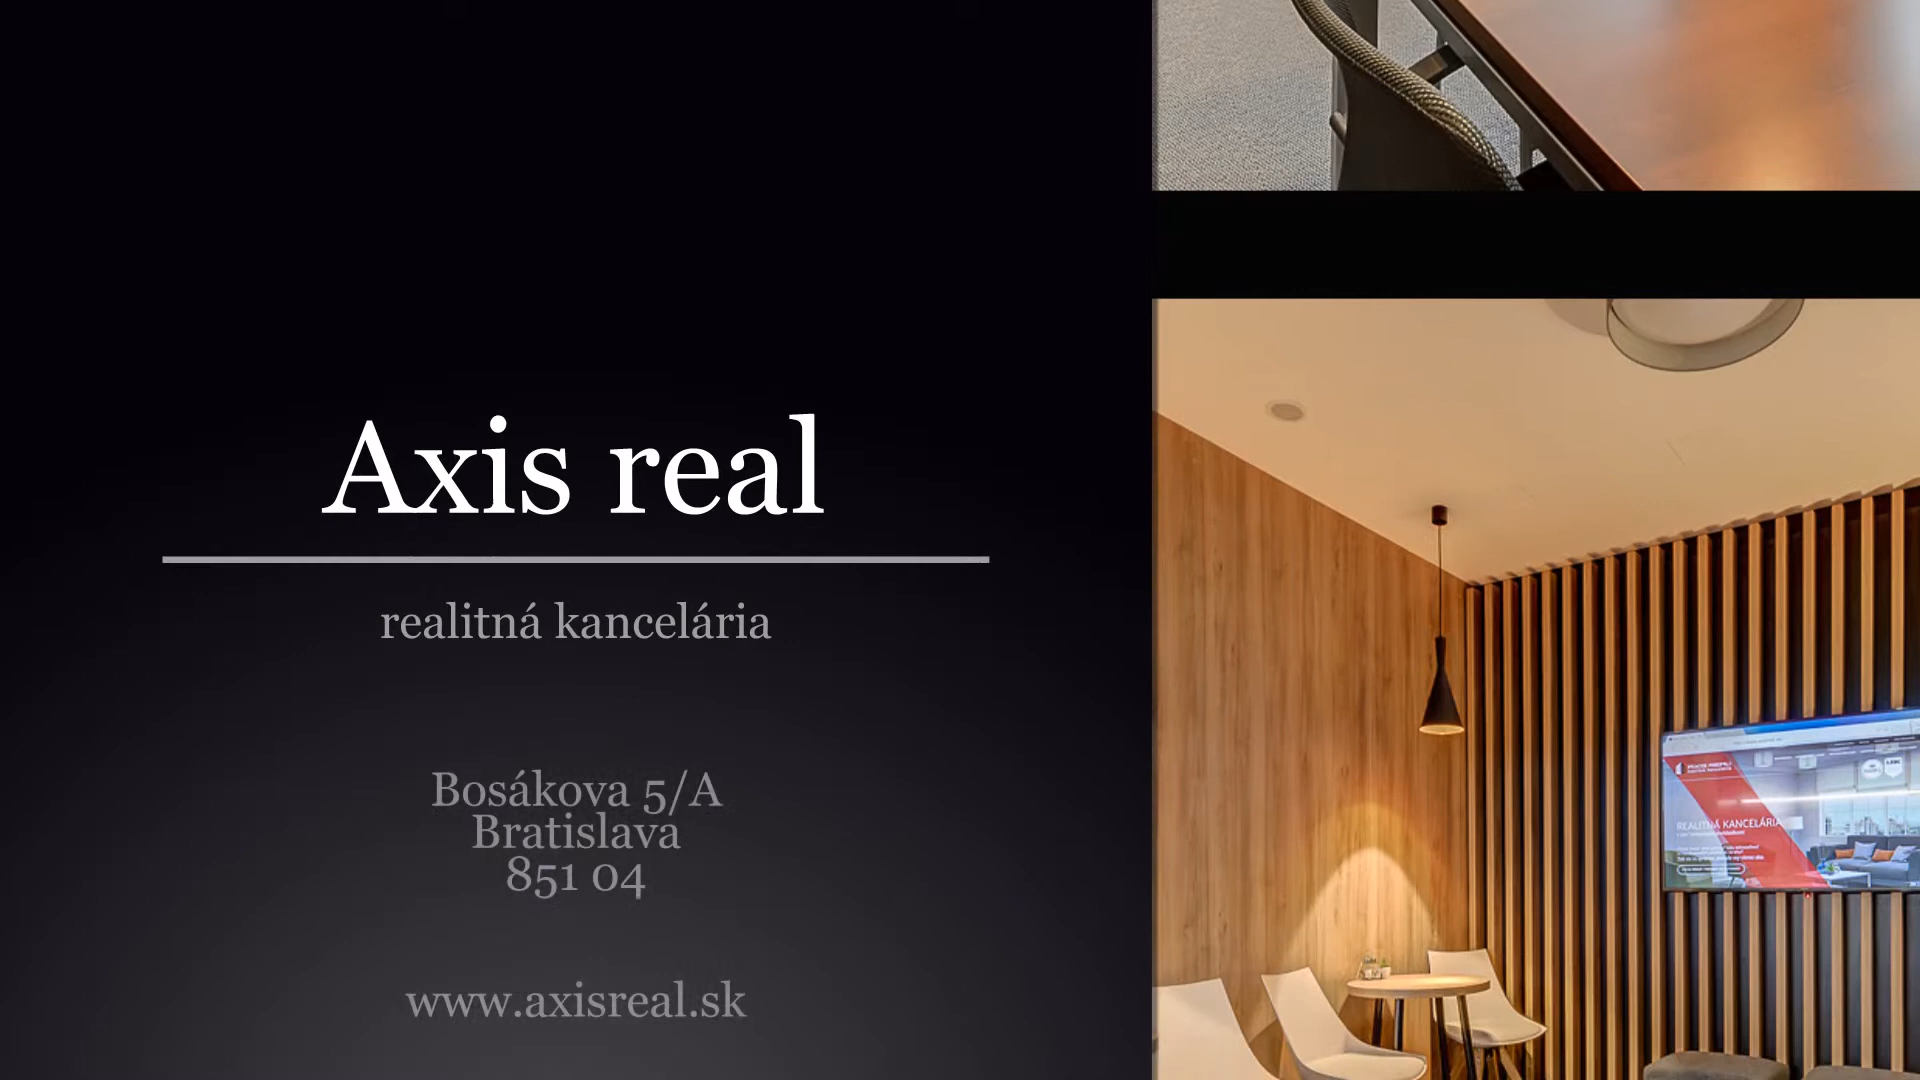 Axis real
realitná kancelária
Bosákova 5/A
Bratislava
851 04
www.axisreal.sk
REALITNÁ KANCELÁRIA